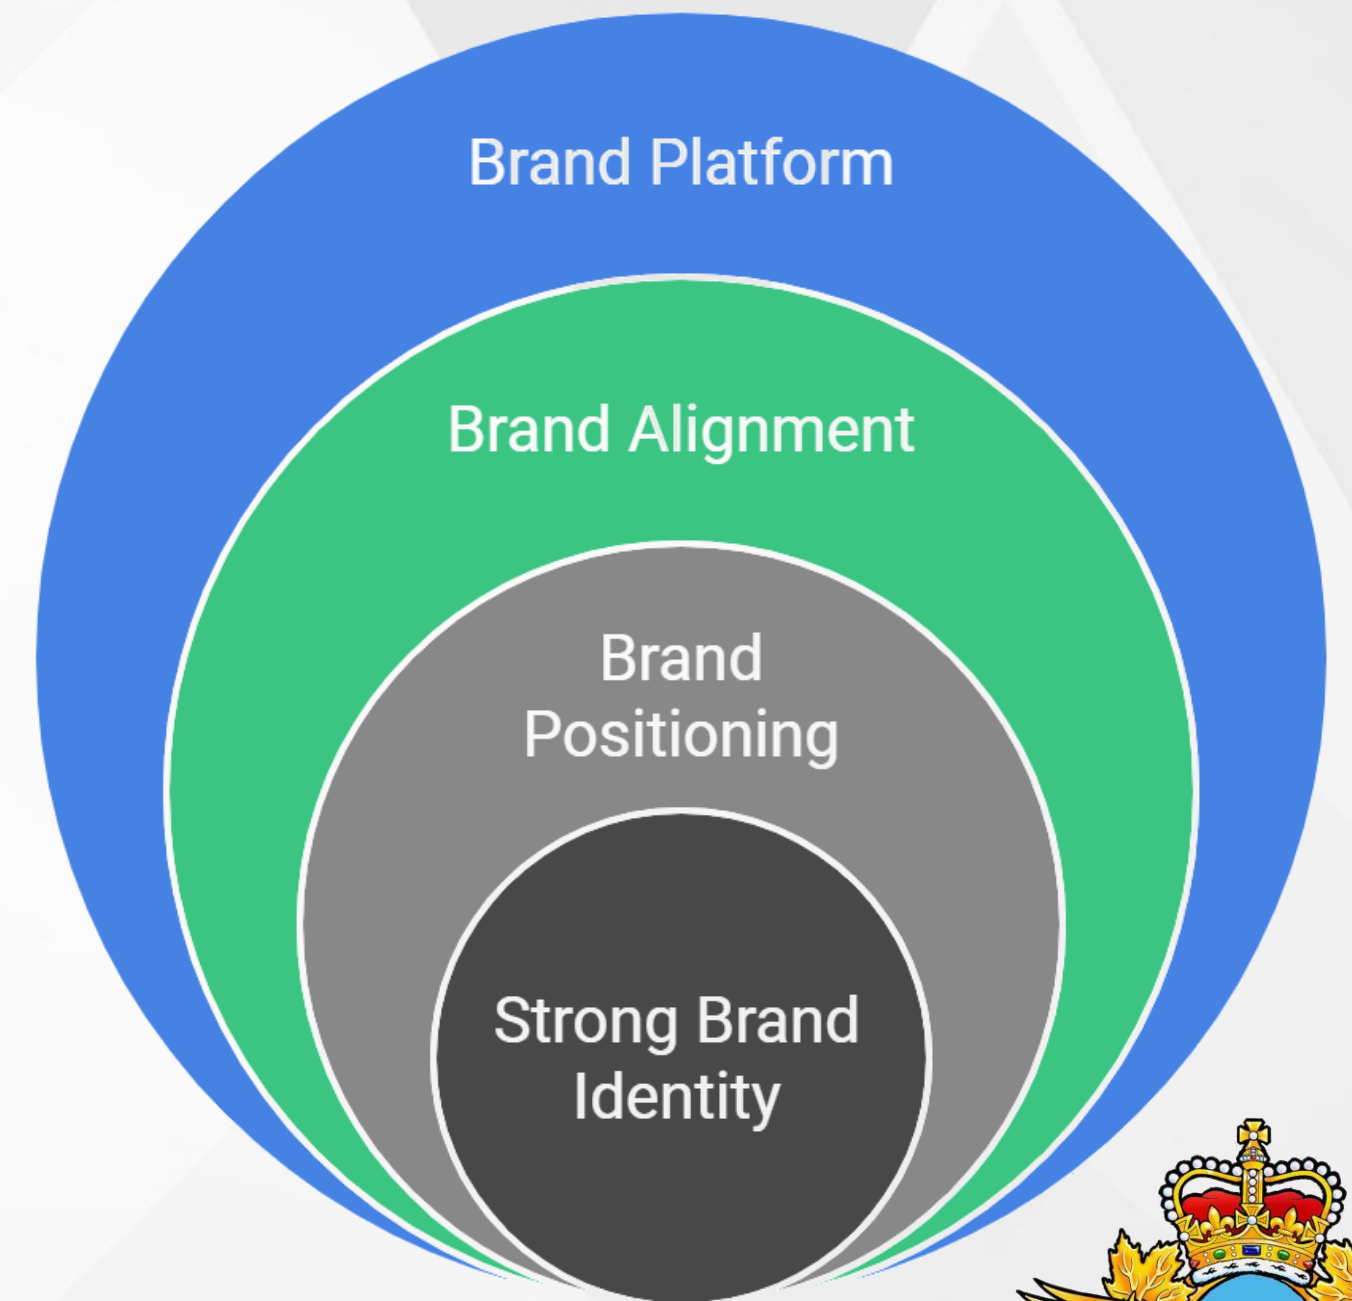 Brand Platform
Brand Alignment
Brand
Positioning
Strong Brand
Identity